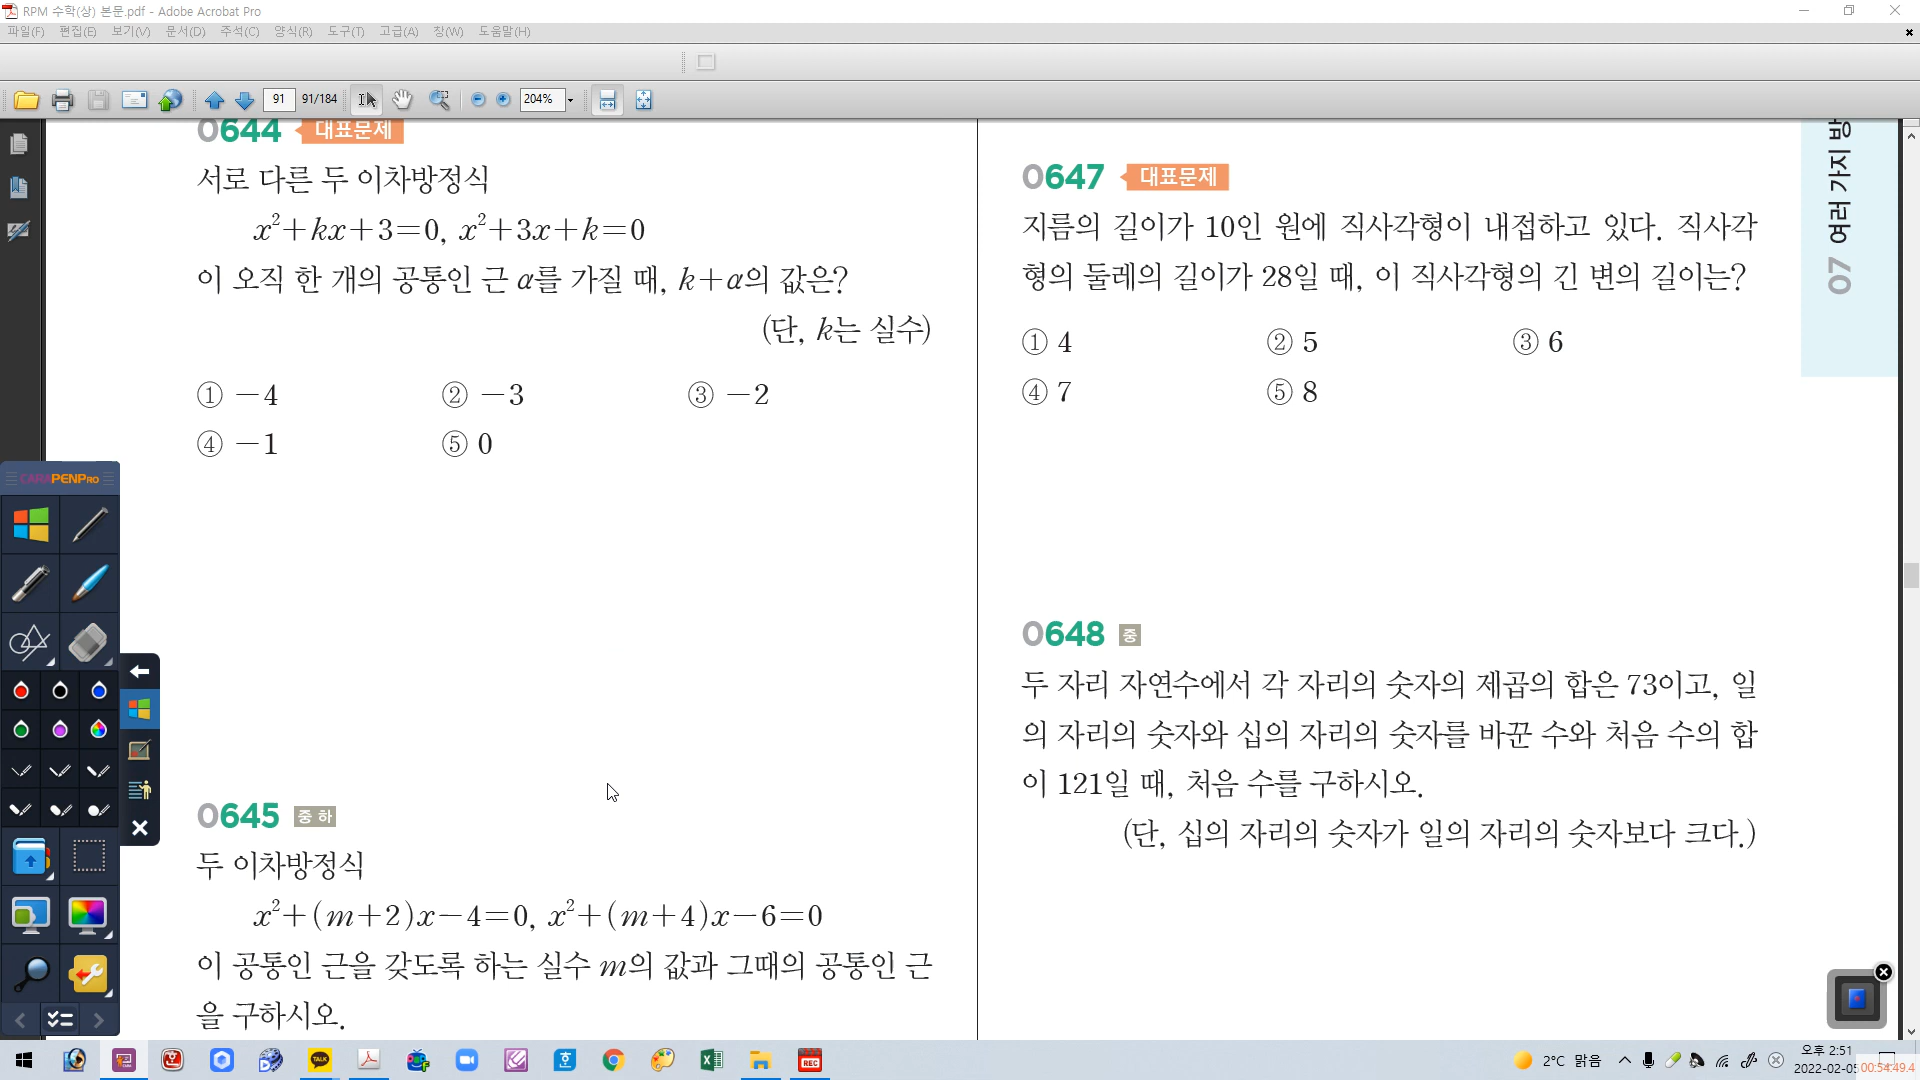 RPM 수학(상) 본문.pdf - Adobe Acrobat Pro
파일(F) 편집(E) 보기(V) 문서(D) 주석(C) 양식(R) 도구(T) 고급(A) 창(W) 도움말(H)
91 91/184 204%
0644 대표문제
서로 다른 두 이차방정식
x²+kx+3=0, x²+3x+k=0
이 오직 한 개의 공통인 근 α를 가질 때, k+α의 값은?
(단, k는 실수)
① -4 ② -3 ③ -2
④ -1 ⑤ 0
CARAPENPRO
0645 중 하
두 이차방정식
x²+(m+2)x-4=0, x²+(m+4)x-6=0
이 공통인 근을 갖도록 하는 실수 m의 값과 그때의 공통인 근
을 구하시오.
0647 대표문제
지름의 길이가 10인 원에 직사각형이 내접하고 있다. 직사각
형의 둘레의 길이가 28일 때, 이 직사각형의 긴 변의 길이는?
① 4 ② 5 ③ 6
④ 7 ⑤ 8
0648 중
두 자리 자연수에서 각 자리의 숫자의 제곱의 합은 73이고, 일
의 자리의 숫자와 십의 자리의 숫자를 바꾼 수와 처음 수의 합
이 121일 때, 처음 수를 구하시오.
(단, 십의 자리의 숫자가 일의 자리의 숫자보다 크다.)
07 여러 가지 방
TALK
REC
2°C 맑음
오후 2:51
2022-02-05
00:54:49.4